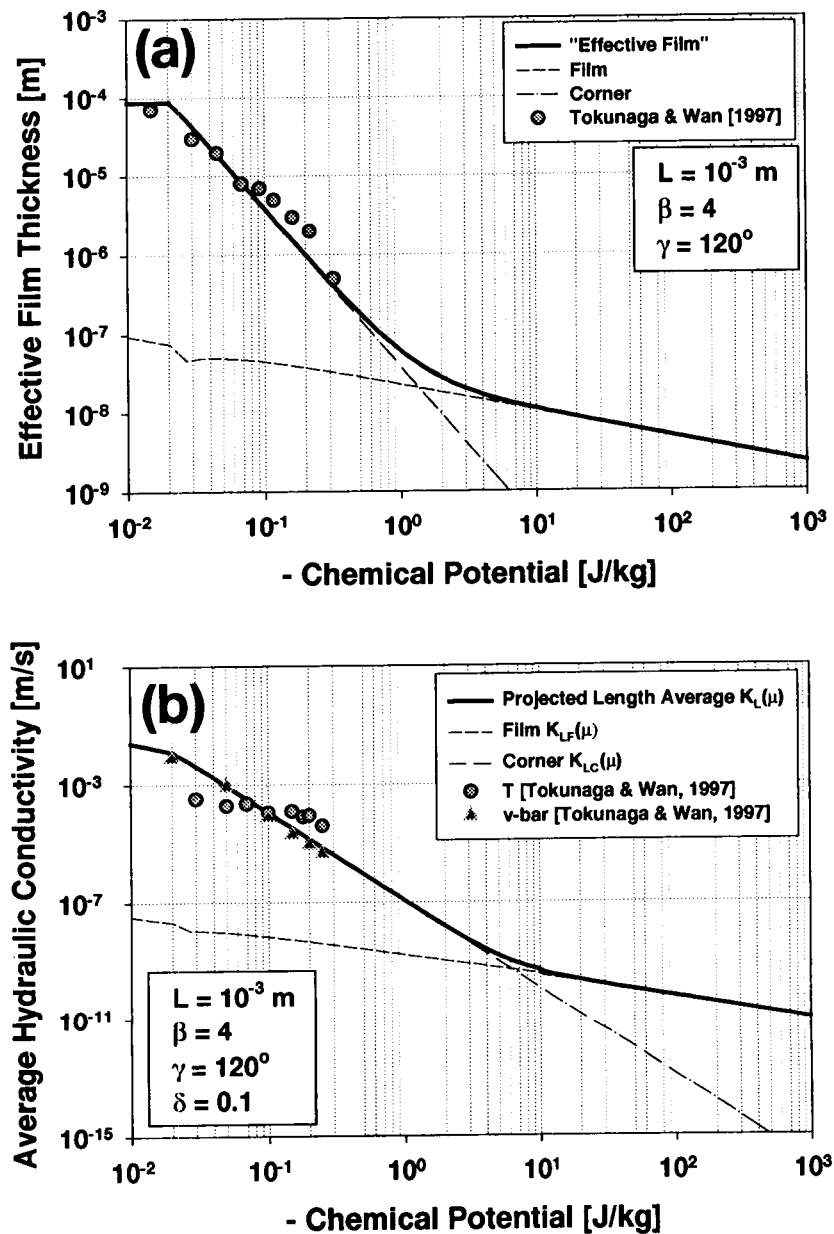 (a)
"Effective Film"
Film
Corner
Tokunaga & Wan [1997]
L = 10⁻³ m
β = 4
γ = 120°
Effective Film Thickness [m]
10⁻³
10⁻⁴
10⁻⁵
10⁻⁶
10⁻⁷
10⁻⁸
10⁻⁹
10⁻² 10⁻¹ 10⁰ 10¹ 10² 10³
- Chemical Potential [J/kg]
(b)
Projected Length Average K_L(μ)
Film K_LF(μ)
Corner K_LC(μ)
T [Tokunaga & Wan, 1997]
v-bar [Tokunaga & Wan, 1997]
L = 10⁻³ m
β = 4
γ = 120°
δ = 0.1
Average Hydraulic Conductivity [m/s]
10¹
10⁻³
10⁻⁷
10⁻¹¹
10⁻¹⁵
10⁻² 10⁻¹ 10⁰ 10¹ 10² 10³
- Chemical Potential [J/kg]